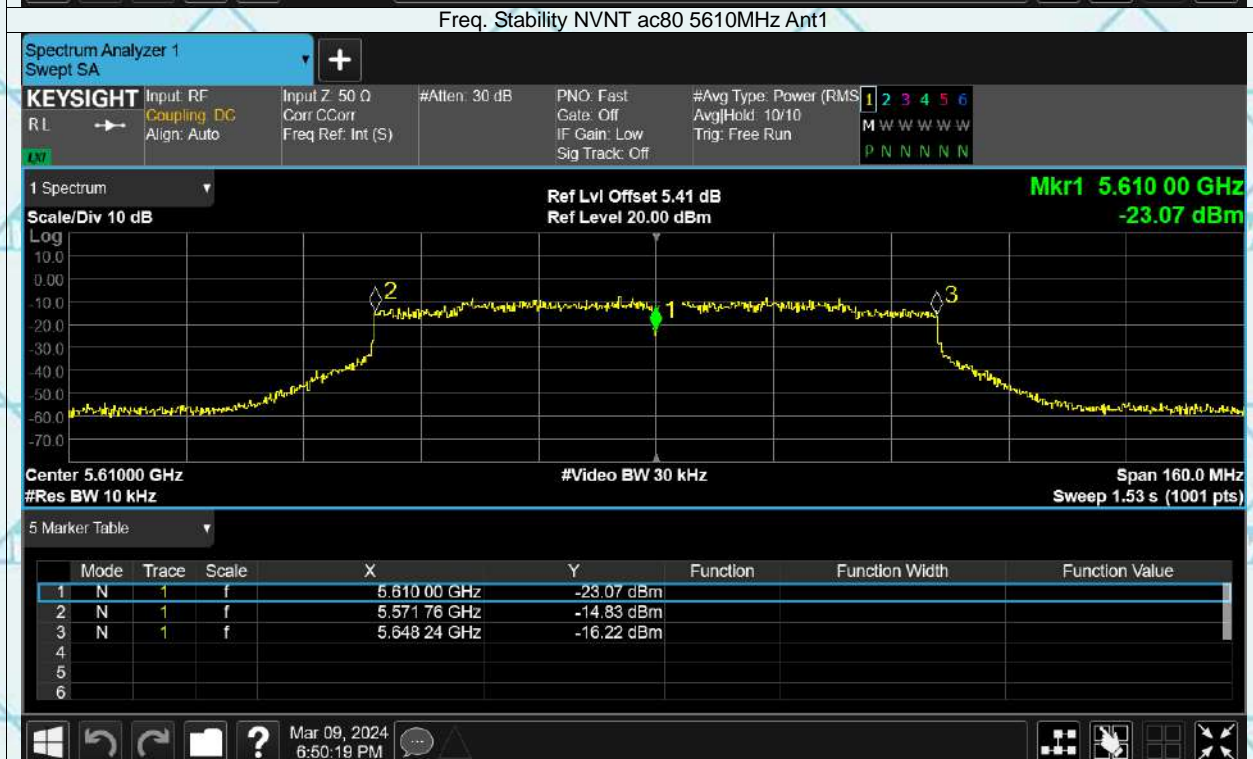 Freq. Stability NVNT ac80 5610MHz Ant1
Spectrum Analyzer 1
Swept SA
+
KEYSIGHT Input: RF Input Z: 50 Ω #Atten: 30 dB PNO: Fast #Avg Type: Power (RMS 1 2 3 4 5 6
RL Coupling: DC Corr CCorr Gate: Off Avg|Hold: 10/10 M W W W W W
Align: Auto Freq Ref: Int (S) IF Gain: Low Trig: Free Run P N N N N N
LXI Sig Track: Off
1 Spectrum Ref Lvl Offset 5.41 dB Mkr1 5.610 00 GHz
Scale/Div 10 dB Ref Level 20.00 dBm -23.07 dBm
Log
10.0
0.00
-10.0
-20.0
-30.0
-40.0
-50.0
-60.0
-70.0
2
1
3
Center 5.61000 GHz #Video BW 30 kHz Span 160.0 MHz
#Res BW 10 kHz Sweep 1.53 s (1001 pts)
5 Marker Table
Mode Trace Scale X Y Function Function Width Function Value
1 N 1 f 5.610 00 GHz -23.07 dBm
2 N 1 f 5.571 76 GHz -14.83 dBm
3 N 1 f 5.648 24 GHz -16.22 dBm
4
5
6
? Mar 09, 2024
6:50:19 PM